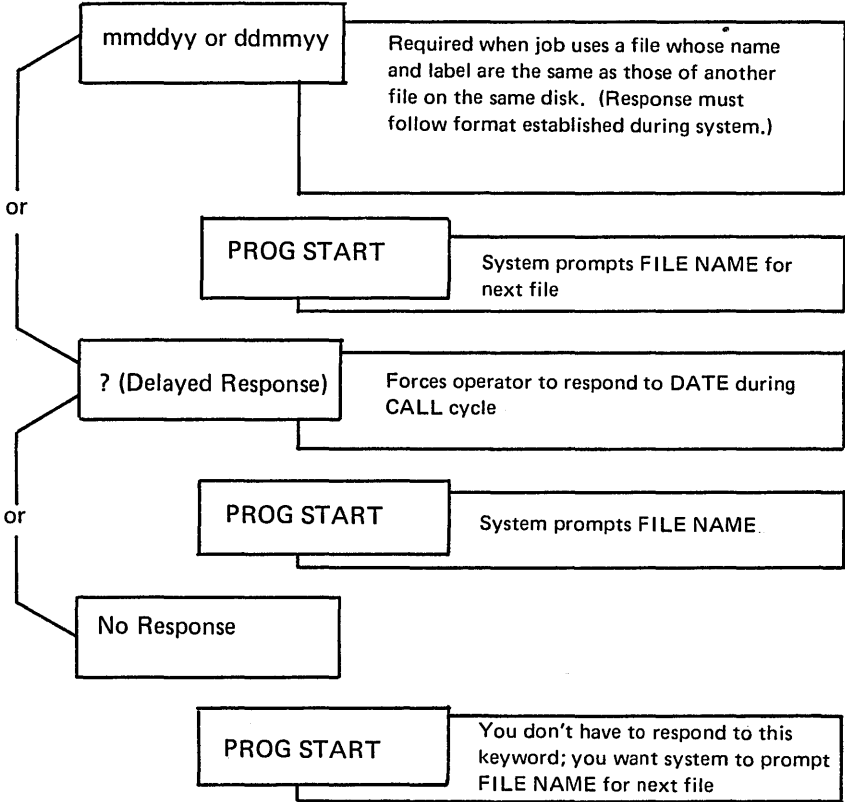 mmddyy or ddmmyy
Required when job uses a file whose name
and label are the same as those of another
file on the same disk. (Response must
follow format established during system.)
or
PROG START
System prompts FILE NAME for
next file
? (Delayed Response)
Forces operator to respond to DATE during
CALL cycle
or
PROG START
System prompts FILE NAME
No Response
PROG START
You don't have to respond to this
keyword; you want system to prompt
FILE NAME for next file